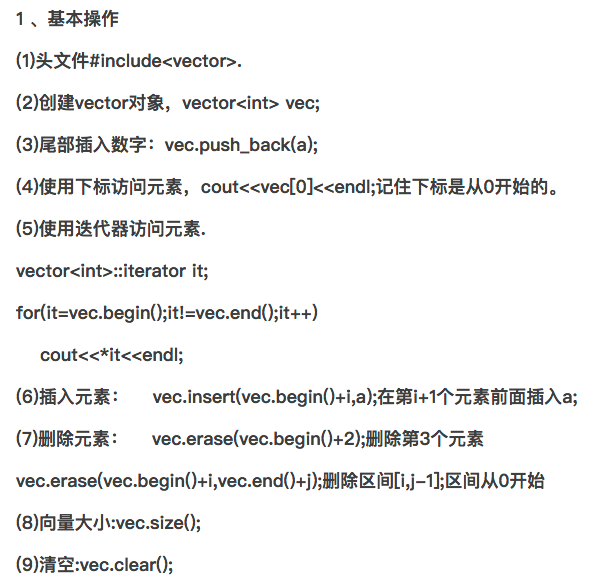 1 、基本操作
(1)头文件#include<vector>.
(2)创建vector对象，vector<int> vec;
(3)尾部插入数字：vec.push_back(a);
(4)使用下标访问元素，cout<<vec[0]<<endl;记住下标是从0开始的。
(5)使用迭代器访问元素.
vector<int>::iterator it;
for(it=vec.begin();it!=vec.end();it++)
cout<<*it<<endl;
(6)插入元素： vec.insert(vec.begin()+i,a);在第i+1个元素前面插入a;
(7)删除元素： vec.erase(vec.begin()+2);删除第3个元素
vec.erase(vec.begin()+i,vec.end()+j);删除区间[i,j-1];区间从0开始
(8)向量大小:vec.size();
(9)清空:vec.clear();